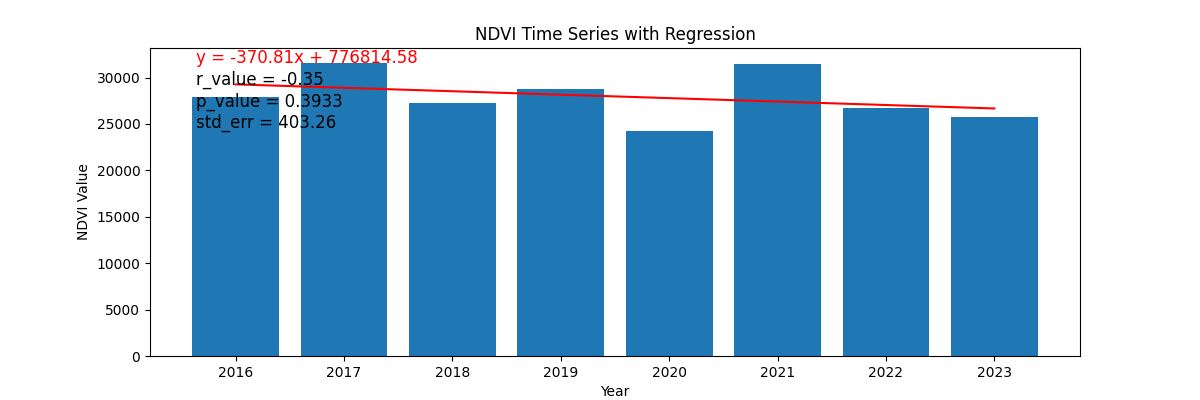 NDVI Time Series with Regression
y = -370.81x + 776814.58
r_value = -0.35
p_value = 0.3933
std_err = 403.26
NDVI Value
30000
25000
20000
15000
10000
5000
0
2016 2017 2018 2019 2020 2021 2022 2023
Year